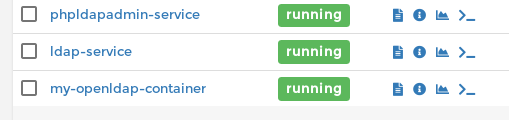 phpldapadmin-service running
ldap-service running
my-openldap-container running